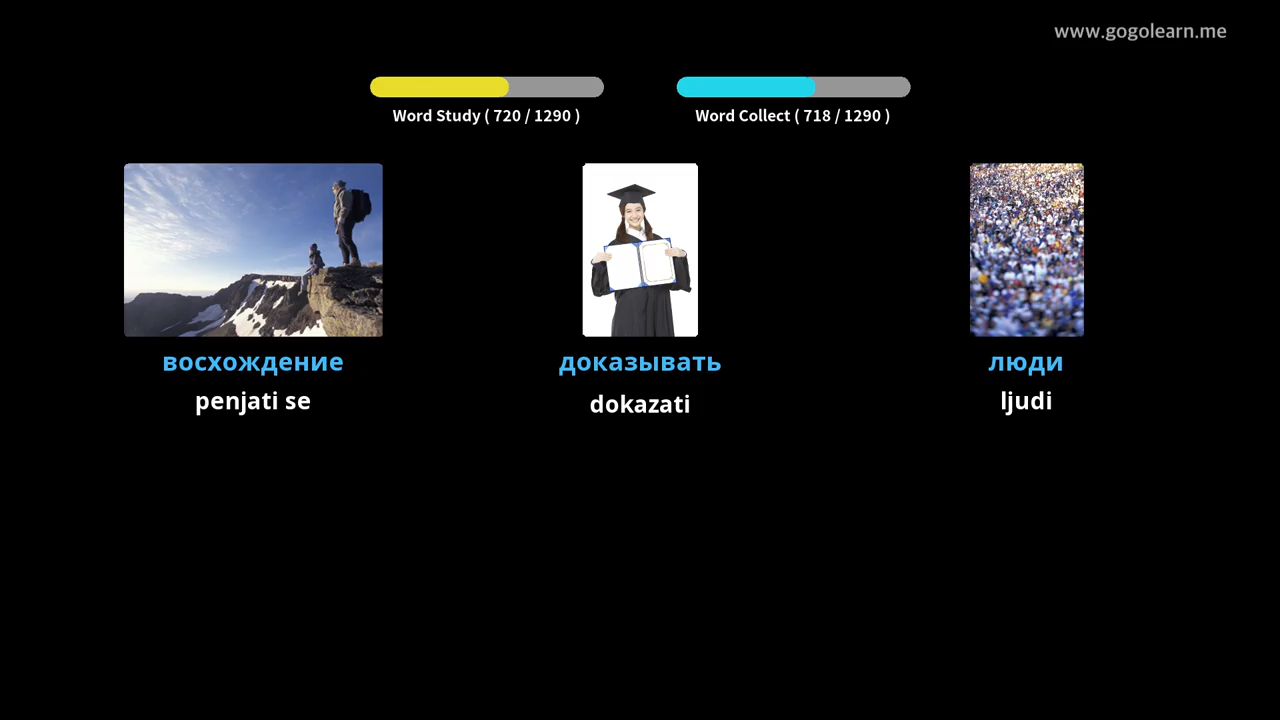 www.gogolearn.me
Word Study ( 720 / 1290 )
Word Collect ( 718 / 1290 )
восхождение
penjati se
доказывать
dokazati
люди
ljudi